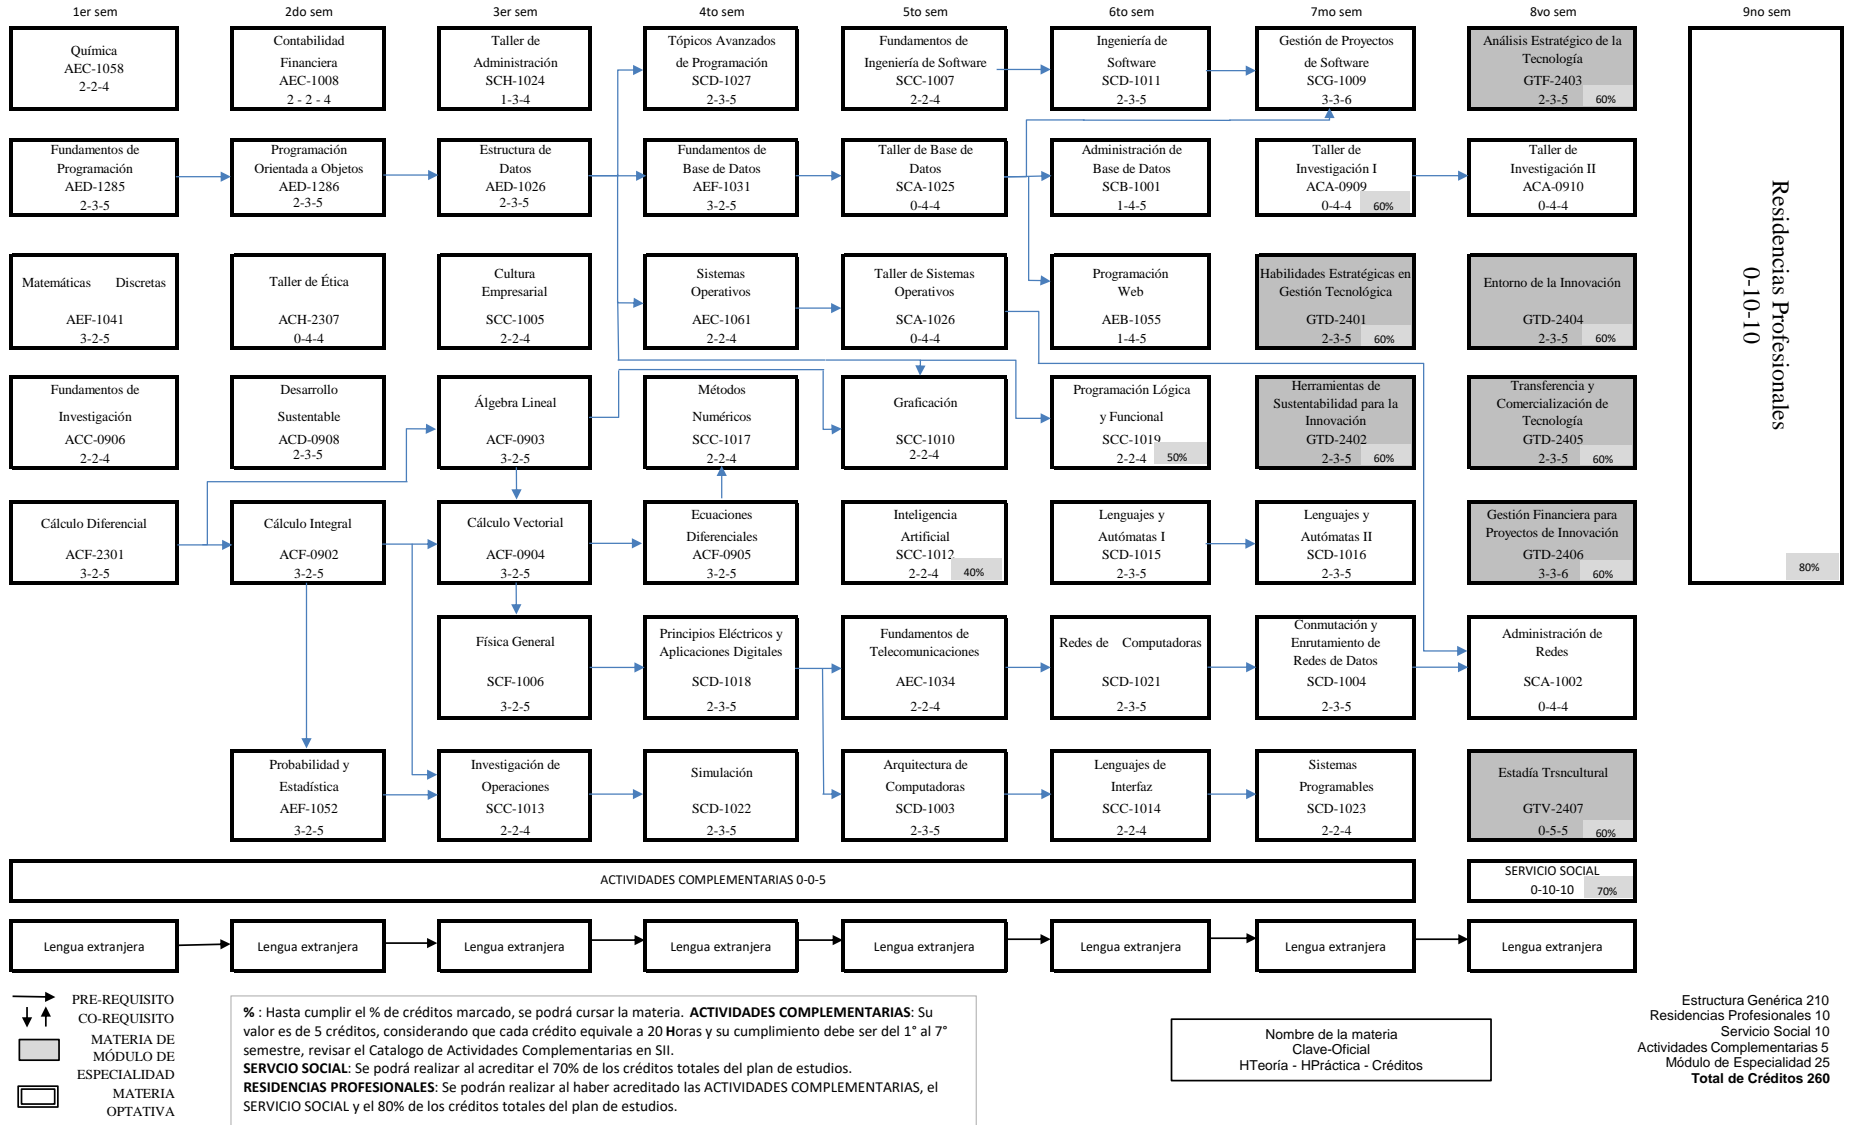 1er sem
2do sem
3er sem
4to sem
5to sem
6to sem
7mo sem
8vo sem
9no sem
Química
AEC-1058
2-2-4
Contabilidad
Financiera
AEC-1008
2 - 2 - 4
Taller de
Administración
SCH-1024
1-3-4
Tópicos Avanzados
de Programación
SCD-1027
2-3-5
Fundamentos de
Ingeniería de Software
SCC-1007
2-2-4
Ingeniería de
Software
SCD-1011
2-3-5
Gestión de Proyectos
de Software
SCG-1009
3-3-6
Análisis Estratégico de la
Tecnología
GTF-2403
2-3-5 60%
Fundamentos de
Programación
AED-1285
2-3-5
Programación
Orientada a Objetos
AED-1286
2-3-5
Estructura de
Datos
AED-1026
2-3-5
Fundamentos de
Base de Datos
AEF-1031
3-2-5
Taller de Base de
Datos
SCA-1025
0-4-4
Administración de
Base de Datos
SCB-1001
1-4-5
Taller de
Investigación I
ACA-0909
0-4-4 60%
Taller de
Investigación II
ACA-0910
0-4-4
Residencias Profesionales
0-10-10
80%
Matemáticas Discretas
AEF-1041
3-2-5
Taller de Ética
ACH-2307
0-4-4
Cultura
Empresarial
SCC-1005
2-2-4
Sistemas
Operativos
AEC-1061
2-2-4
Taller de Sistemas
Operativos
SCA-1026
0-4-4
Programación
Web
AEB-1055
1-4-5
Habilidades Estratégicas en
Gestión Tecnológica
GTD-2401
2-3-5 60%
Entorno de la Innovación
GTD-2404
2-3-5 60%
Fundamentos de
Investigación
ACC-0906
2-2-4
Desarrollo
Sustentable
ACD-0908
2-3-5
Álgebra Lineal
ACF-0903
3-2-5
Métodos
Numéricos
SCC-1017
2-2-4
Graficación
SCC-1010
2-2-4
Programación Lógica
y Funcional
SCC-1019
2-2-4 50%
Herramientas de
Sustentabilidad para la
Innovación
GTD-2402
2-3-5 60%
Transferencia y
Comercialización de
Tecnología
GTD-2405
2-3-5 60%
Cálculo Diferencial
ACF-2301
3-2-5
Cálculo Integral
ACF-0902
3-2-5
Cálculo Vectorial
ACF-0904
3-2-5
Ecuaciones
Diferenciales
ACF-0905
3-2-5
Inteligencia
Artificial
SCC-1012
2-2-4 40%
Lenguajes y
Autómatas I
SCD-1015
2-3-5
Lenguajes y
Autómatas II
SCD-1016
2-3-5
Gestión Financiera para
Proyectos de Innovación
GTD-2406
3-3-6 60%
Física General
SCF-1006
3-2-5
Principios Eléctricos y
Aplicaciones Digitales
SCD-1018
2-3-5
Fundamentos de
Telecomunicaciones
AEC-1034
2-2-4
Redes de Computadoras
SCD-1021
2-3-5
Conmutación y
Enrutamiento de
Redes de Datos
SCD-1004
2-3-5
Administración de
Redes
SCA-1002
0-4-4
Probabilidad y
Estadística
AEF-1052
3-2-5
Investigación de
Operaciones
SCC-1013
2-2-4
Simulación
SCD-1022
2-3-5
Arquitectura de
Computadoras
SCD-1003
2-3-5
Lenguajes de
Interfaz
SCC-1014
2-2-4
Sistemas
Programables
SCD-1023
2-2-4
Estadía Trsncultural
GTV-2407
0-5-5 60%
ACTIVIDADES COMPLEMENTARIAS 0-0-5
SERVICIO SOCIAL
0-10-10 70%
Lengua extranjera
Lengua extranjera
Lengua extranjera
Lengua extranjera
Lengua extranjera
Lengua extranjera
Lengua extranjera
Lengua extranjera
PRE-REQUISITO
CO-REQUISITO
MATERIA DE
MÓDULO DE
ESPECIALIDAD
MATERIA
OPTATIVA
% : Hasta cumplir el % de créditos marcado, se podrá cursar la materia. ACTIVIDADES COMPLEMENTARIAS: Su
valor es de 5 créditos, considerando que cada crédito equivale a 20 Horas y su cumplimiento debe ser del 1° al 7°
semestre, revisar el Catalogo de Actividades Complementarias en SII.
SERVCIO SOCIAL: Se podrá realizar al acreditar el 70% de los créditos totales del plan de estudios.
RESIDENCIAS PROFESIONALES: Se podrán realizar al haber acreditado las ACTIVIDADES COMPLEMENTARIAS, el
SERVICIO SOCIAL y el 80% de los créditos totales del plan de estudios.
Nombre de la materia
Clave-Oficial
HTeoría - HPráctica - Créditos
Estructura Genérica 210
Residencias Profesionales 10
Servicio Social 10
Actividades Complementarias 5
Módulo de Especialidad 25
Total de Créditos 260